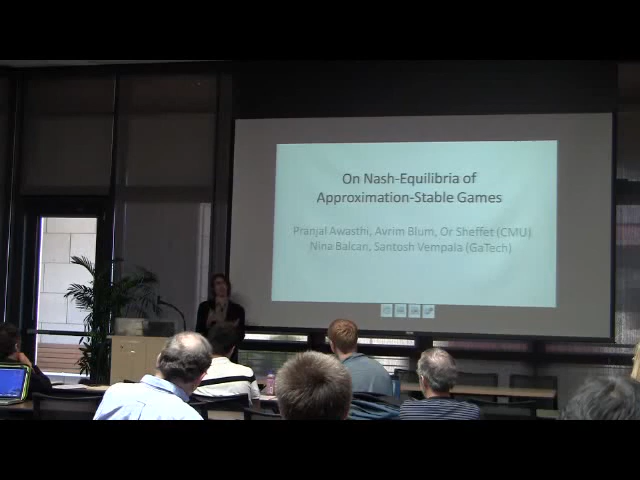 On Nash-Equilibria of
Approximation-Stable Games
Pranjal Awasthi, Avrim Blum, Or Sheffet (CMU)
Nina Balcan, Santosh Vempala (GaTech)